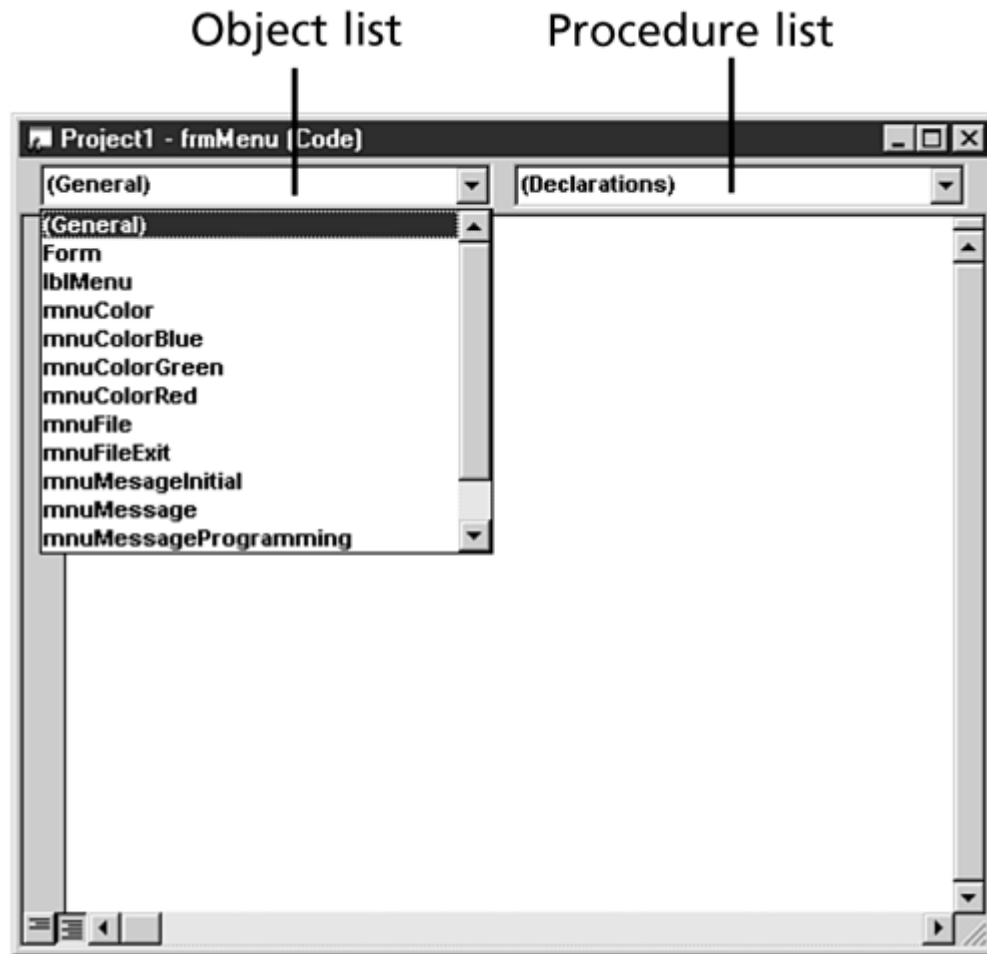 Object list Procedure list
Project1 - frmMenu (Code)
(General) (Declarations)
(General)
Form
lblMenu
mnuColor
mnuColorBlue
mnuColorGreen
mnuColorRed
mnuFile
mnuFileExit
mnuMesageInitial
mnuMessage
mnuMessageProgramming